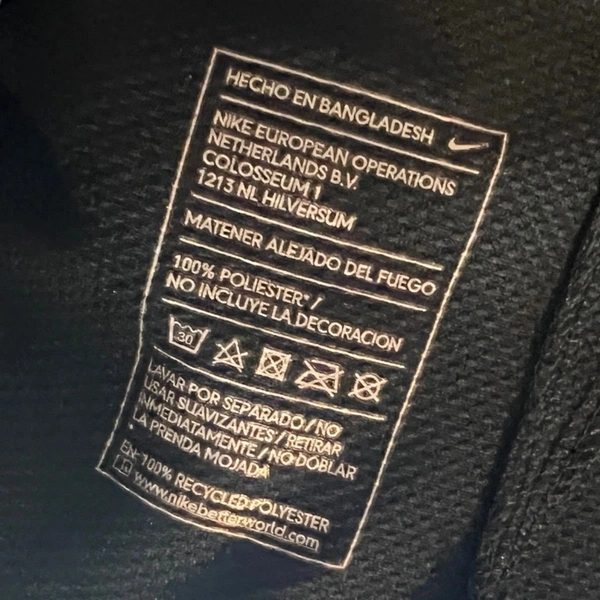 HECHO EN BANGLADESH
NIKE EUROPEAN OPERATIONS
NETHERLANDS B.V.
COLOSSEUM 1
1213 NL HILVERSUM
MATENER ALEJADO DEL FUEGO
100% POLIESTER*/
NO INCLUYE LA DECORACION
30
LAVAR POR SEPARADO/NO
USAR SUAVIZANTES/RETIRAR
INMEDIATAMENTE/NO DOBLAR
LA PRENDA MOJADA
EN: 100% RECYCLED POLYESTER
www.nikebetterworld.com